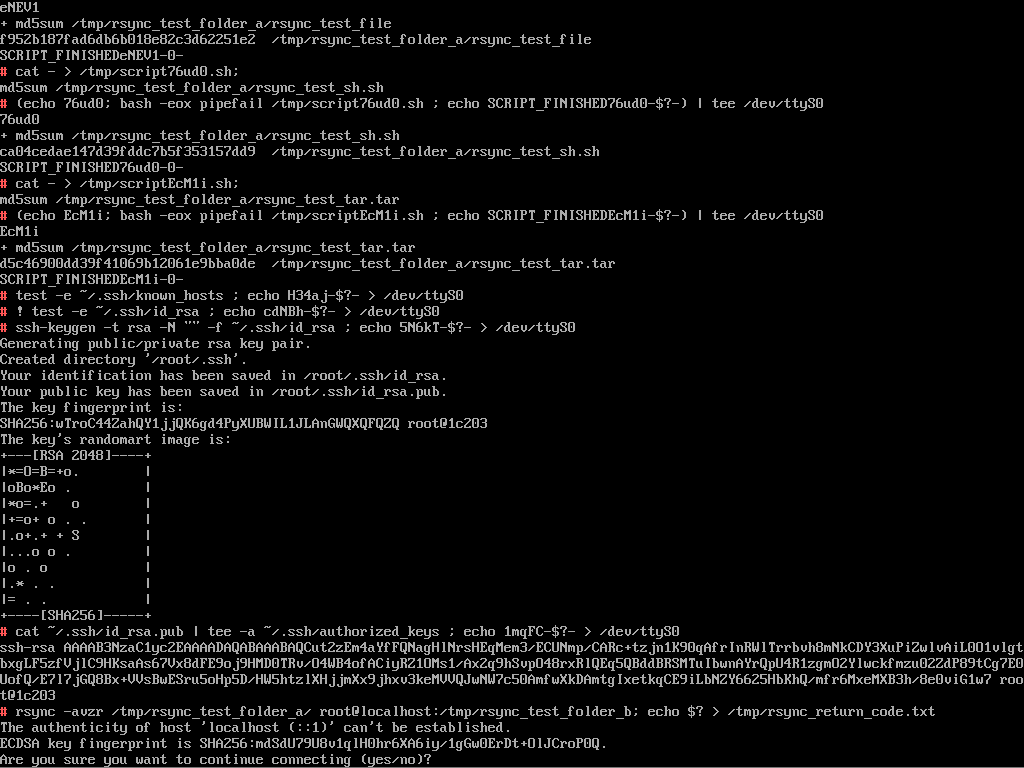 eNEV1
+ md5sum /tmp/rsync_test_folder_a/rsync_test_file
f952b187fad6db6b018e82c3d62251e2  /tmp/rsync_test_folder_a/rsync_test_file
SCRIPT_FINISHEDeNEV1-0-
# cat - > /tmp/script76ud0.sh;
md5sum /tmp/rsync_test_folder_a/rsync_test_sh.sh
# (echo 76ud0; bash -eox pipefail /tmp/script76ud0.sh ; echo SCRIPT_FINISHED76ud0-$?-) | tee /dev/ttyS0
76ud0
+ md5sum /tmp/rsync_test_folder_a/rsync_test_sh.sh
ca04cedae147d39fddc7b5f353157dd9  /tmp/rsync_test_folder_a/rsync_test_sh.sh
SCRIPT_FINISHED76ud0-0-
# cat - > /tmp/scriptEcM1i.sh;
md5sum /tmp/rsync_test_folder_a/rsync_test_tar.tar
# (echo EcM1i; bash -eox pipefail /tmp/scriptEcM1i.sh ; echo SCRIPT_FINISHEDEcM1i-$?-) | tee /dev/ttyS0
EcM1i
+ md5sum /tmp/rsync_test_folder_a/rsync_test_tar.tar
d5c46900dd39f41069b12061e9bba0de  /tmp/rsync_test_folder_a/rsync_test_tar.tar
SCRIPT_FINISHEDEcM1i-0-
# test -e ~/.ssh/known_hosts ; echo H34aj-$?- > /dev/ttyS0
# ! test -e ~/.ssh/id_rsa ; echo cdNBh-$?- > /dev/ttyS0
# ssh-keygen -t rsa -N "" -f ~/.ssh/id_rsa ; echo 5N6kT-$?- > /dev/ttyS0
Generating public/private rsa key pair.
Created directory '/root/.ssh'.
Your identification has been saved in /root/.ssh/id_rsa.
Your public key has been saved in /root/.ssh/id_rsa.pub.
The key fingerprint is:
SHA256:wTroC44ZahQY1jjQK6gd4PyXUBWIL1JLAnGWQXQFQZQ root@1c203
The key's randomart image is:
+---[RSA 2048]----+
|*=O=B=+o.        |
|oBo*Eo .         |
|*o=.+   o        |
|+=o+ o . .       |
|.o+.+ + S        |
|...o o .         |
|o . o            |
|.* . .           |
|= . .            |
+----[SHA256]-----+
# cat ~/.ssh/id_rsa.pub | tee -a ~/.ssh/authorized_keys ; echo 1mqFC-$?- > /dev/ttyS0
ssh-rsa AAAAB3NzaC1yc2EAAAADAQABAAABAQCut2zEm4aYfFQNagHlNrsHEqMem3/ECUNmp/CARc+tzjn1K90qAfrInRWlTrrbvh8mNkCDY3XuPiZwlvAiL0O1vlgt
bxgLF5zfVjlC9HKsaAs67Vx8dFE9oj9HMD0TRv/O4WB4ofACiyRZ1OMs1/Ax2q9hSvpO48rxRlQEq5QBddBRSMTuIbwnAYrQpU4R1zgmO2Ylwckfmzu02ZdP89tCg7E0
UofQ/E7l7jGQ8Bx+VVsBwESru5oHp5D/HW5htzlXHjjmXx9jhxv3keMVVQJwNW7c50AmfwXkDAmtgIxetkqCE9iLbNZY6625HbKhQ/mfr6MxeMXB3h/8e0viG1w7 roo
t@1c203
# rsync -avzr /tmp/rsync_test_folder_a/ root@localhost:/tmp/rsync_test_folder_b; echo $? > /tmp/rsync_return_code.txt
The authenticity of host 'localhost (::1)' can't be established.
ECDSA key fingerprint is SHA256:mdSdU79U8v1qlH0hr6XA6iy/1gGw0ErDt+OlJCroP0Q.
Are you sure you want to continue connecting (yes/no)?